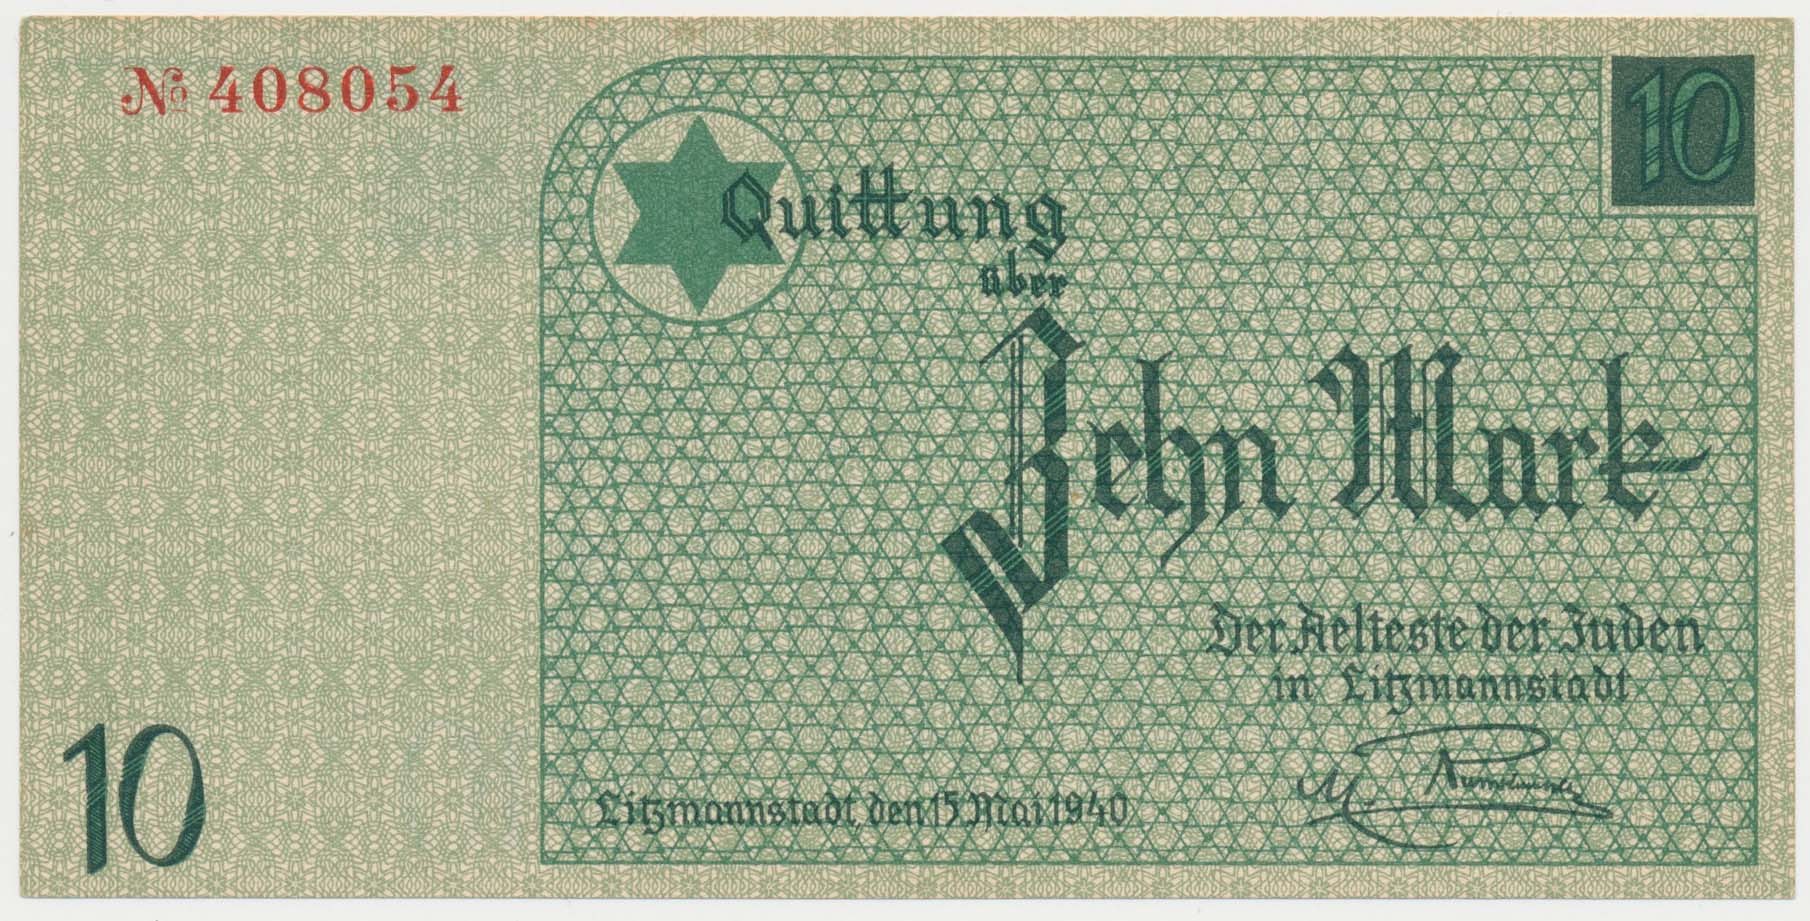 № 408054
10
Quittung
über
Zehn Mark
Der Aelteste der Juden
in Litzmannstadt
M. Rumkowski
Litzmannstadt, den 15. Mai 1940
10